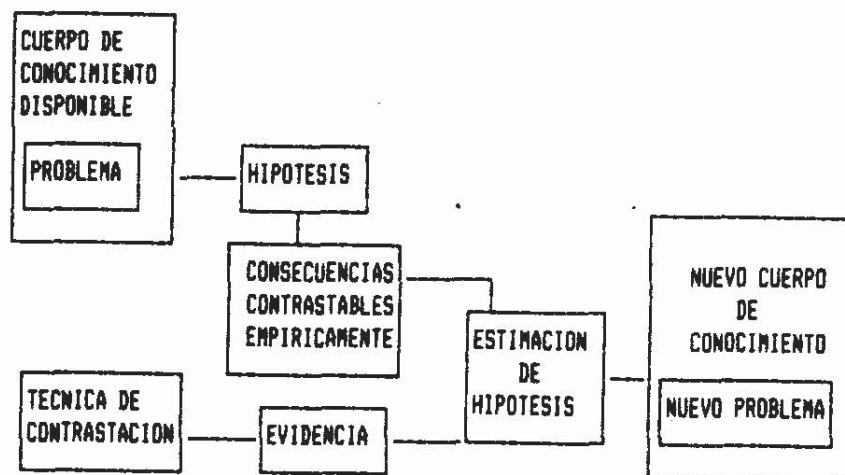 CUERPO DE
CONOCIMIENTO
DISPONIBLE
PROBLEMA
HIPOTESIS
CONSECUENCIAS
CONTRASTABLES
EMPIRICAMENTE
TECNICA DE
CONTRASTACION
EVIDENCIA
ESTIMACION
DE
HIPOTESIS
NUEVO CUERPO
DE
CONOCIMIENTO
NUEVO PROBLEMA